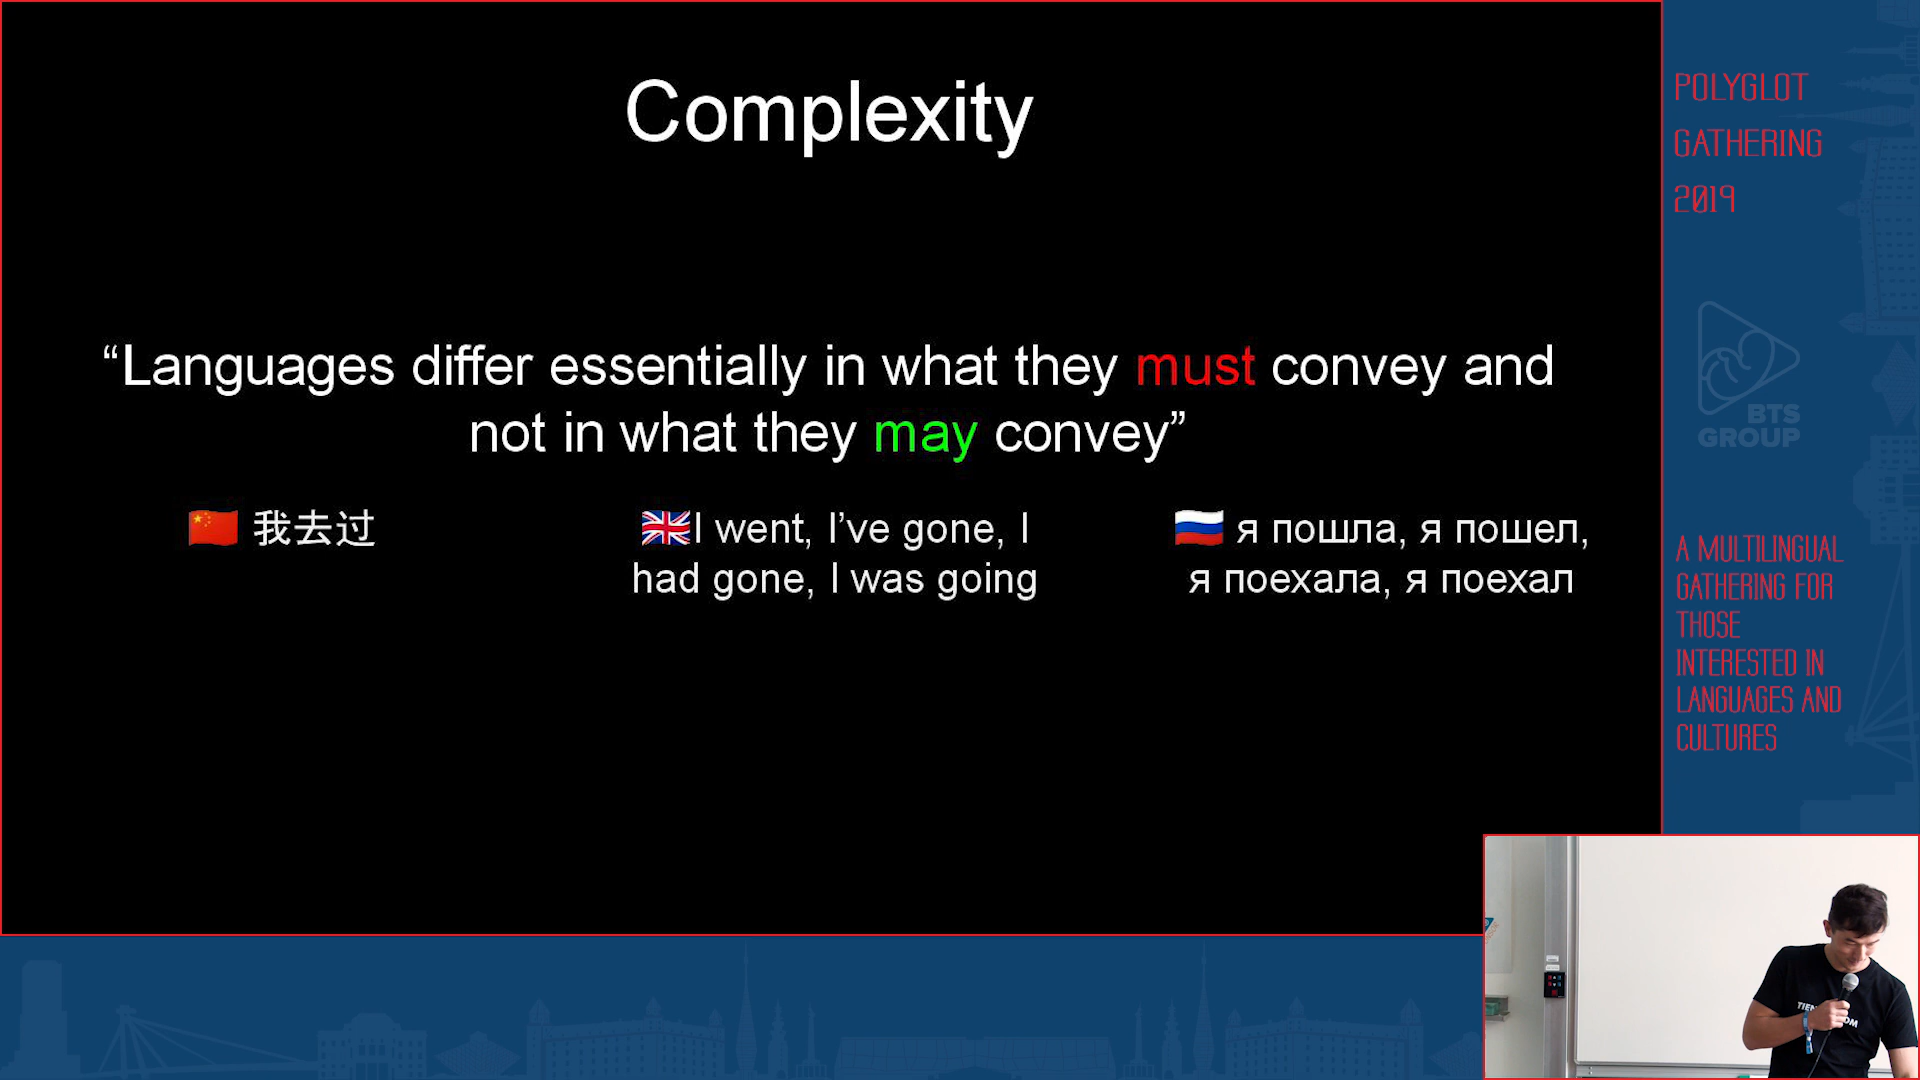 Complexity
“Languages differ essentially in what they must convey and
not in what they may convey”
我去过
I went, I’ve gone, I
had gone, I was going
я пошла, я пошел,
я поехала, я поехал
POLYGLOT
GATHERING
2019
BTS
GROUP
A MULTILINGUAL
GATHERING FOR
THOSE
INTERESTED IN
LANGUAGES AND
CULTURES